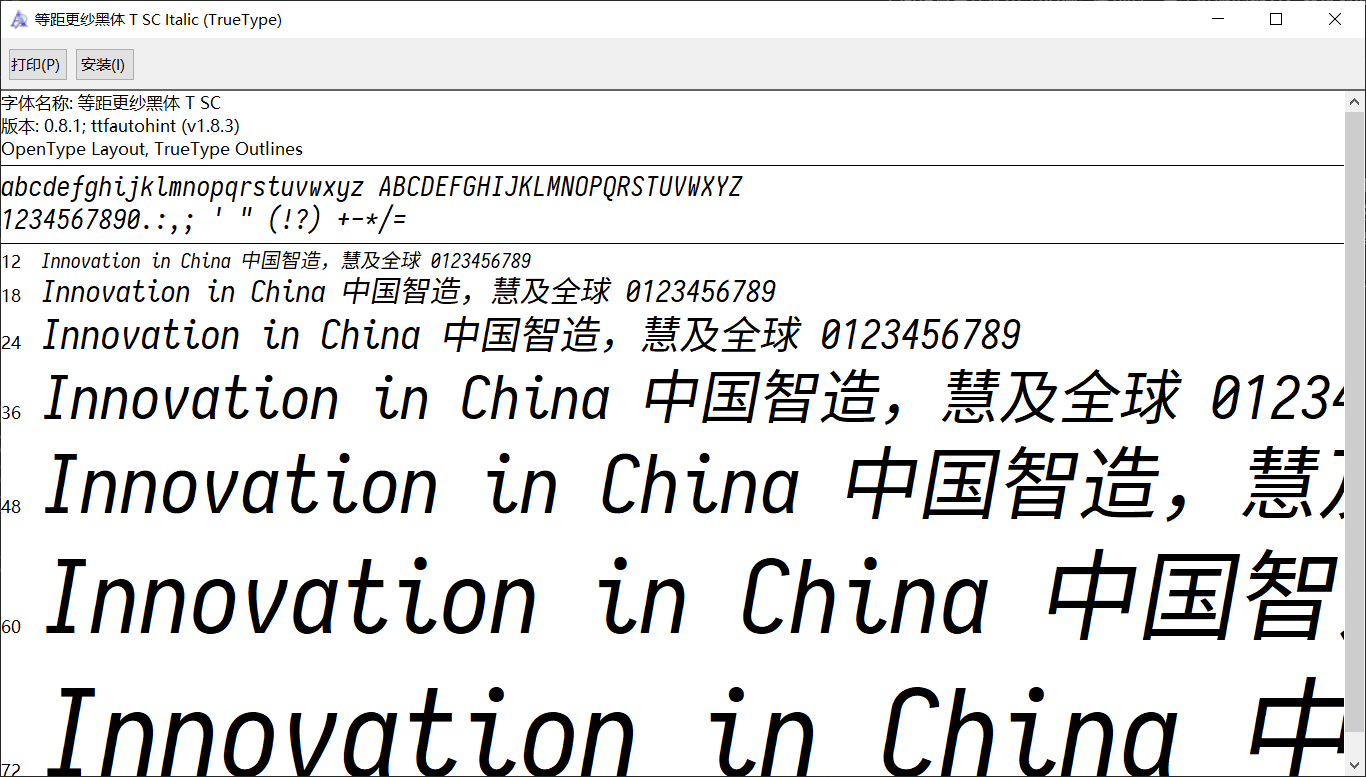 等距更纱黑体 T SC Italic (TrueType)
打印(P) 安装(I)
字体名称: 等距更纱黑体 T SC
版本: 0.8.1; ttfautohint (v1.8.3)
OpenType Layout, TrueType Outlines
abcdefghijklmnopqrstuvwxyz ABCDEFGHIJKLMNOPQRSTUVWXYZ
1234567890.:,; ' " (!?) +-*/=
12 Innovation in China 中国智造，慧及全球 0123456789
18 Innovation in China 中国智造，慧及全球 0123456789
24 Innovation in China 中国智造，慧及全球 0123456789
36 Innovation in China 中国智造，慧及全球 01234
48 Innovation in China 中国智造，慧及
60 Innovation in China 中国智
72 Innovation in China 中